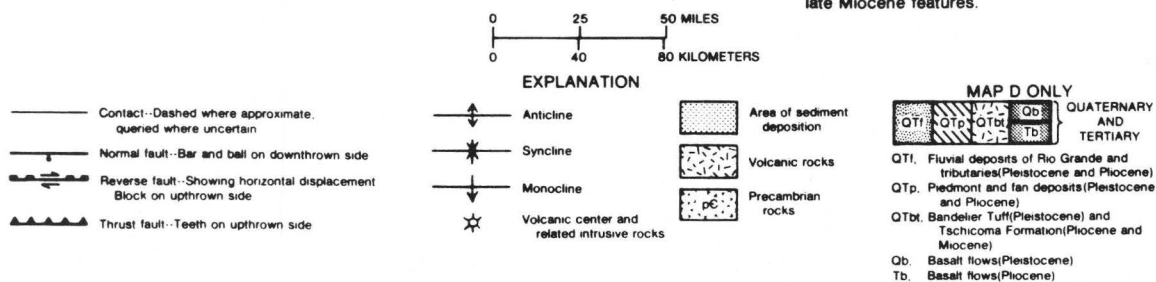 late Miocene features.
0 25 50 MILES
0 40 80 KILOMETERS
EXPLANATION
Contact--Dashed where approximate,
queried where uncertain
Normal fault--Bar and ball on downthrown side
Reverse fault--Showing horizontal displacement
Block on upthrown side
Thrust fault--Teeth on upthrown side
Anticline
Syncline
Monocline
Volcanic center and
related intrusive rocks
Area of sediment
deposition
Volcanic rocks
p€
Precambrian
rocks
MAP D ONLY
QTf QTp QTbt Qb
Tb
QUATERNARY
AND
TERTIARY
QTf, Fluvial deposits of Rio Grande and
tributaries(Pleistocene and Pliocene)
QTp, Piedmont and fan deposits(Pleistocene
and Pliocene)
QTbt, Bandelier Tuff(Pleistocene) and
Tschicoma Formation(Pliocene and
Miocene)
Qb, Basalt flows(Pleistocene)
Tb, Basalt flows(Pliocene)